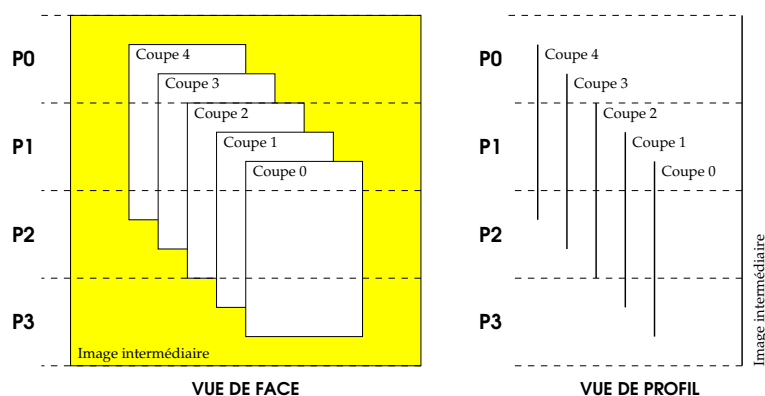 P0
P1
P2
P3
Coupe 4
Coupe 3
Coupe 2
Coupe 1
Coupe 0
Image intermédiaire
VUE DE FACE
Coupe 4
Coupe 3
Coupe 2
Coupe 1
Coupe 0
P0
P1
P2
P3
Image intermédiaire
VUE DE PROFIL